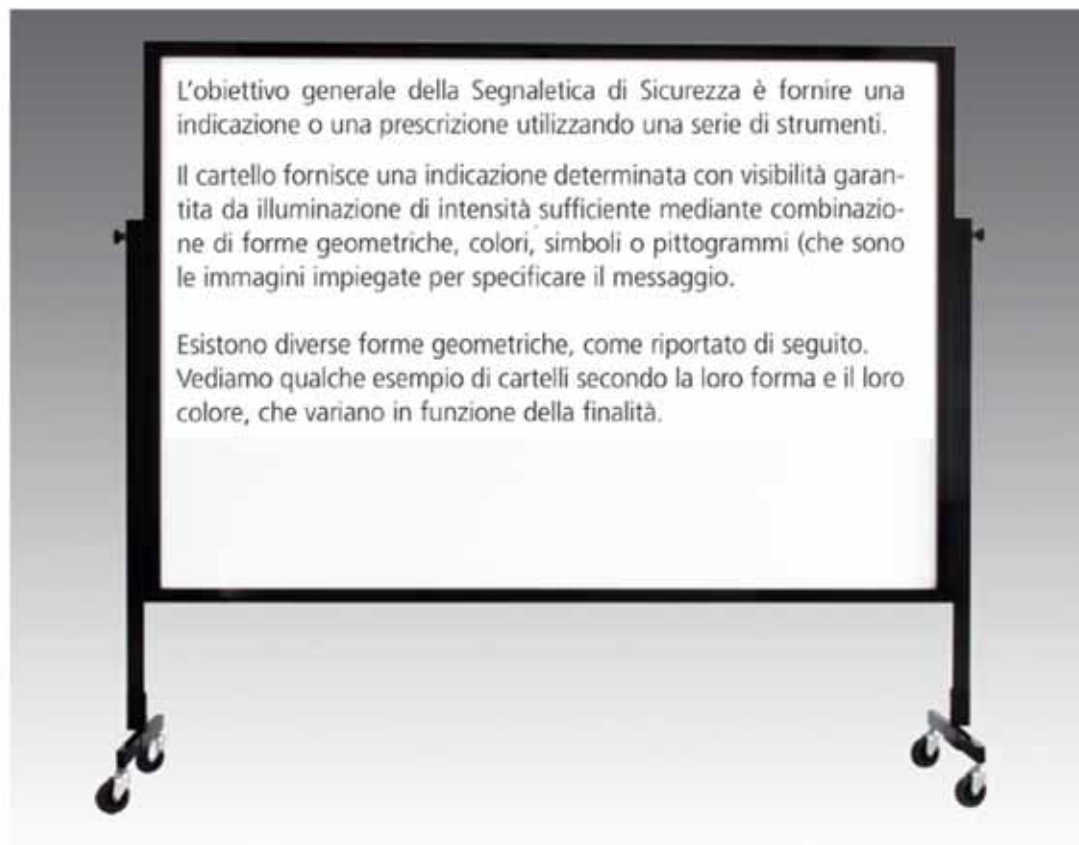 L'obiettivo generale della Segnaletica di Sicurezza è fornire una
indicazione o una prescrizione utilizzando una serie di strumenti.
Il cartello fornisce una indicazione determinata con visibilità garan-
tita da illuminazione di intensità sufficiente mediante combinazio-
ne di forme geometriche, colori, simboli o pittogrammi (che sono
le immagini impiegate per specificare il messaggio.
Esistono diverse forme geometriche, come riportato di seguito.
Vediamo qualche esempio di cartelli secondo la loro forma e il loro
colore, che variano in funzione della finalità.